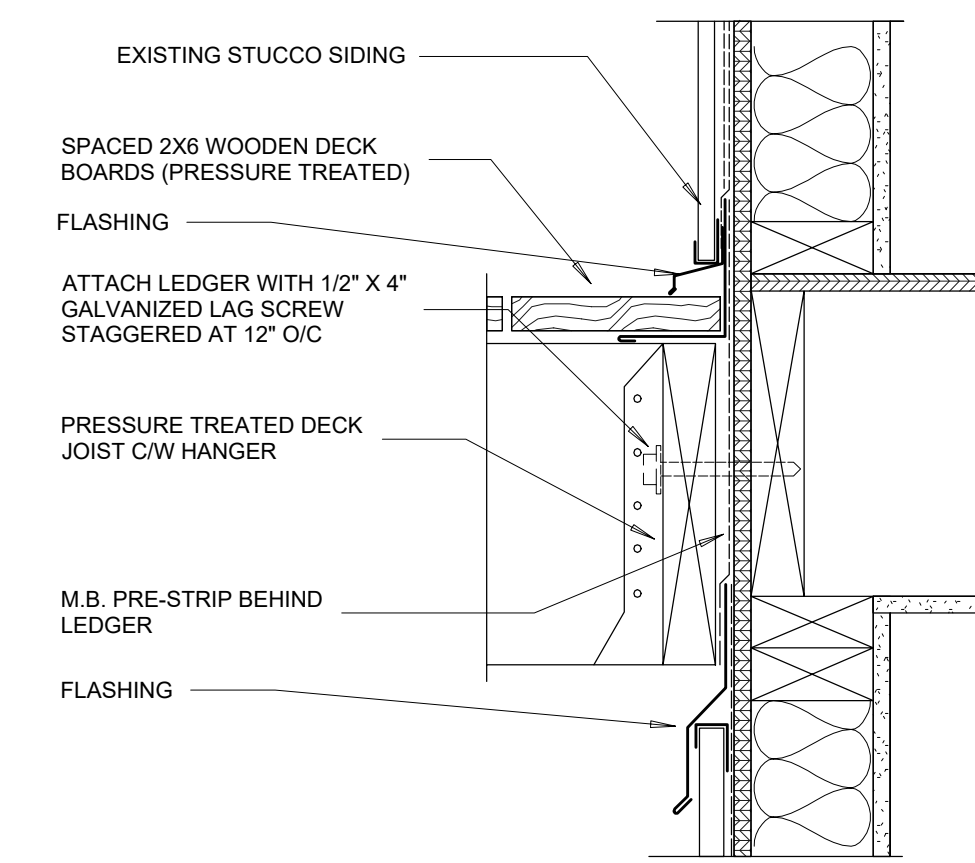 EXISTING STUCCO SIDING
SPACED 2X6 WOODEN DECK
BOARDS (PRESSURE TREATED)
FLASHING
ATTACH LEDGER WITH 1/2" X 4"
GALVANIZED LAG SCREW
STAGGERED AT 12" O/C
PRESSURE TREATED DECK
JOIST C/W HANGER
M.B. PRE-STRIP BEHIND
LEDGER
FLASHING